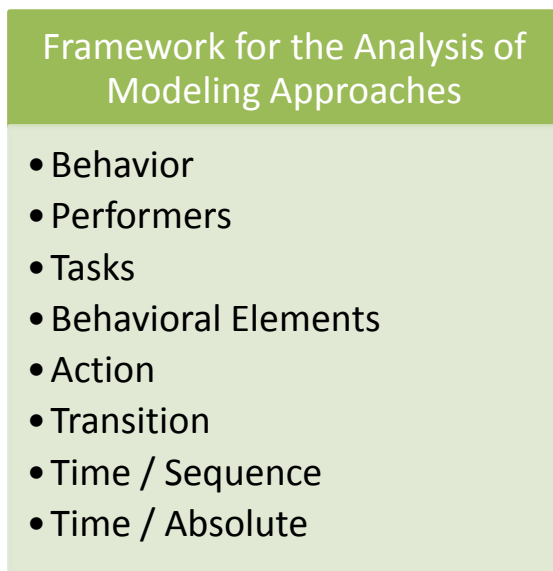 Framework for the Analysis of
Modeling Approaches
• Behavior
• Performers
• Tasks
• Behavioral Elements
• Action
• Transition
• Time / Sequence
• Time / Absolute